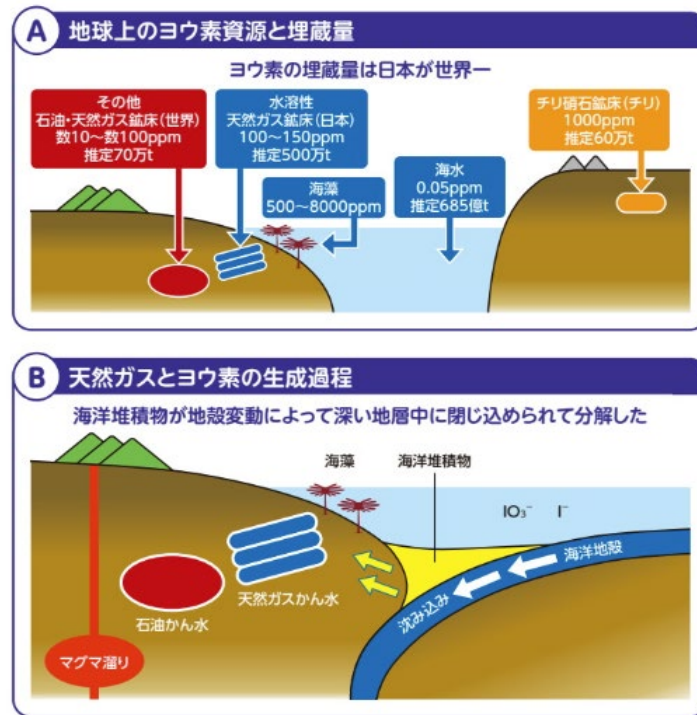 A 地球上のヨウ素資源と埋蔵量
ヨウ素の埋蔵量は日本が世界一
その他
石油・天然ガス鉱床(世界)
数10〜数100ppm
推定70万t
水溶性
天然ガス鉱床(日本)
100〜150ppm
推定500万t
海藻
500〜8000ppm
海水
0.05ppm
推定685億t
チリ硝石鉱床(チリ)
1000ppm
推定60万t
B 天然ガスとヨウ素の生成過程
海洋堆積物が地殻変動によって深い地層中に閉じ込められて分解した
海藻
海洋堆積物
IO₃⁻ I⁻
海洋地殻
沈み込み
天然ガスかん水
石油かん水
マグマ溜り